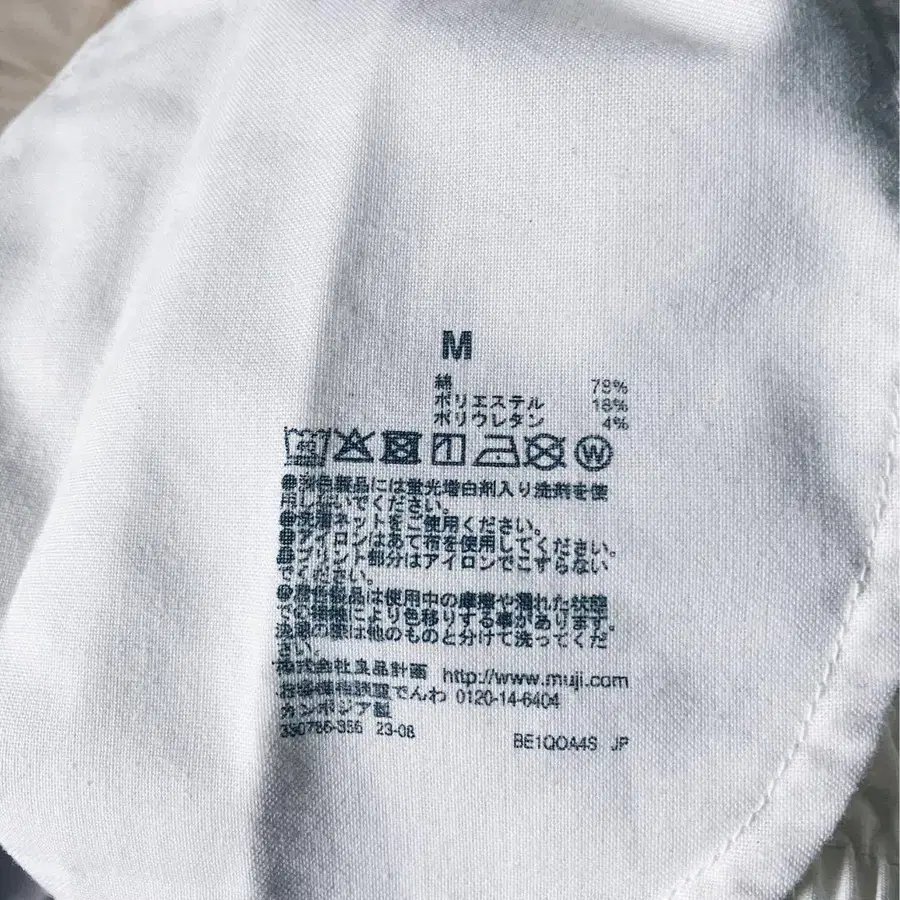 M
綿 78%
ポリエステル 18%
ポリウレタン 4%
W
色製品には蛍光増白剤入り洗剤を使
用しないでください。
●洗濯ネットをご使用ください。
●アイロンはあて布を使用してください。
●プリント部分はアイロンでこすらない
でください。
●着色製品は使用中の摩擦や濡れた状態
での接触により色移りする事があります。
洗濯の際は他のものと分けて洗ってくだ
さい。
株式会社良品計画 http://www.muji.com
お客様相談室でんわ 0120-14-6404
カンボジア製
23-08 BE1QOA4S JP